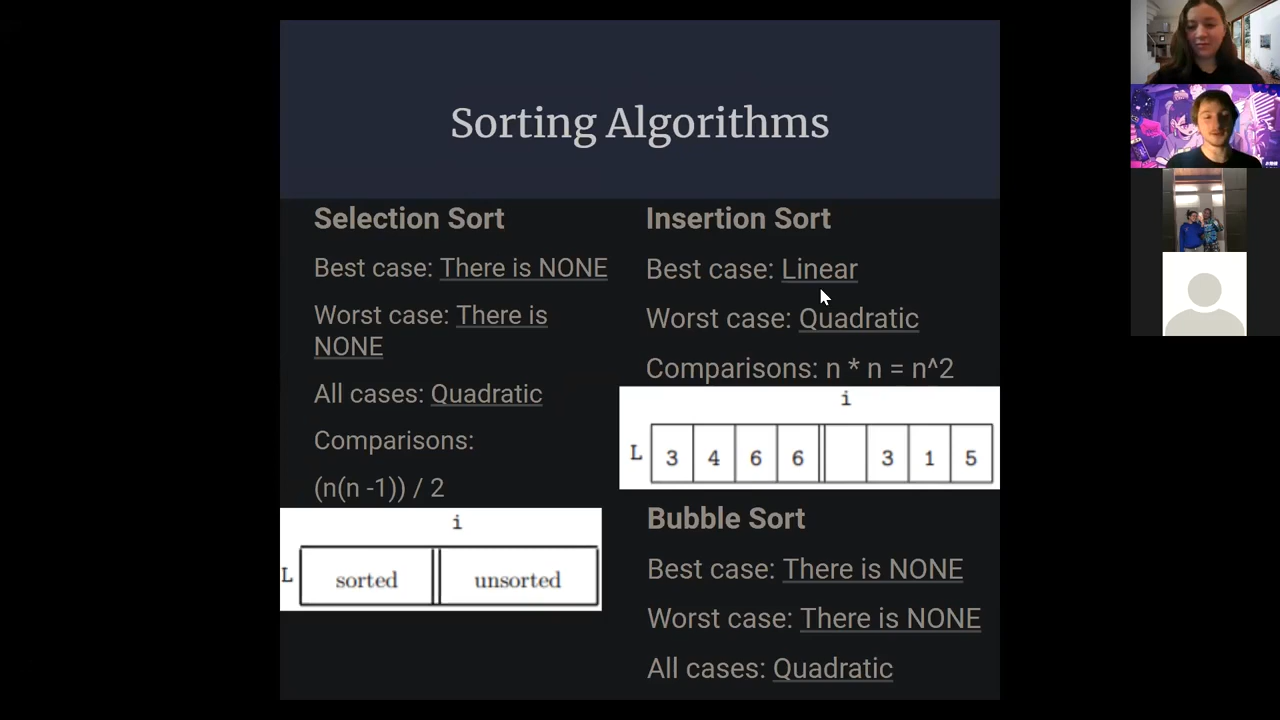 Sorting Algorithms
Selection Sort
Best case: There is NONE
Worst case: There is
NONE
All cases: Quadratic
Comparisons:
(n(n -1)) / 2
i
L sorted unsorted
Insertion Sort
Best case: Linear
Worst case: Quadratic
Comparisons: n * n = n^2
i
L 3 4 6 6 3 1 5
Bubble Sort
Best case: There is NONE
Worst case: There is NONE
All cases: Quadratic